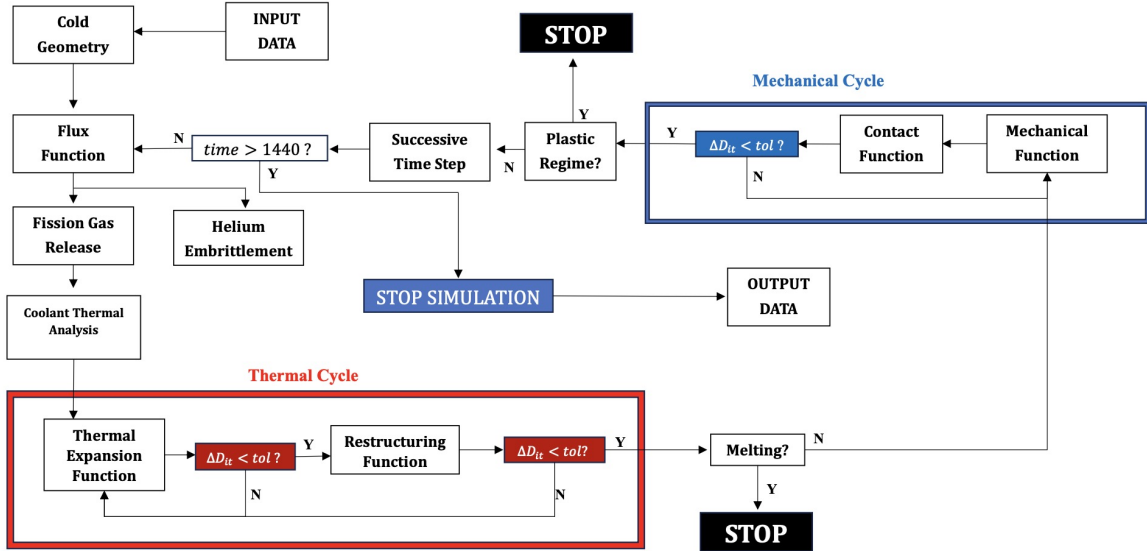 Cold
Geometry
INPUT
DATA
STOP
Mechanical Cycle
Flux
Function
N
time > 1440 ?
Y
Successive
Time Step
N
Y
Plastic
Regime?
Y
ΔD_it < tol ?
N
Contact
Function
Mechanical
Function
Fission Gas
Release
Helium
Embrittlement
STOP SIMULATION
OUTPUT
DATA
Coolant Thermal
Analysis
Thermal Cycle
Thermal
Expansion
Function
ΔD_it < tol ?
Y
N
Restructuring
Function
ΔD_it < tol?
Y
N
Melting?
N
Y
STOP